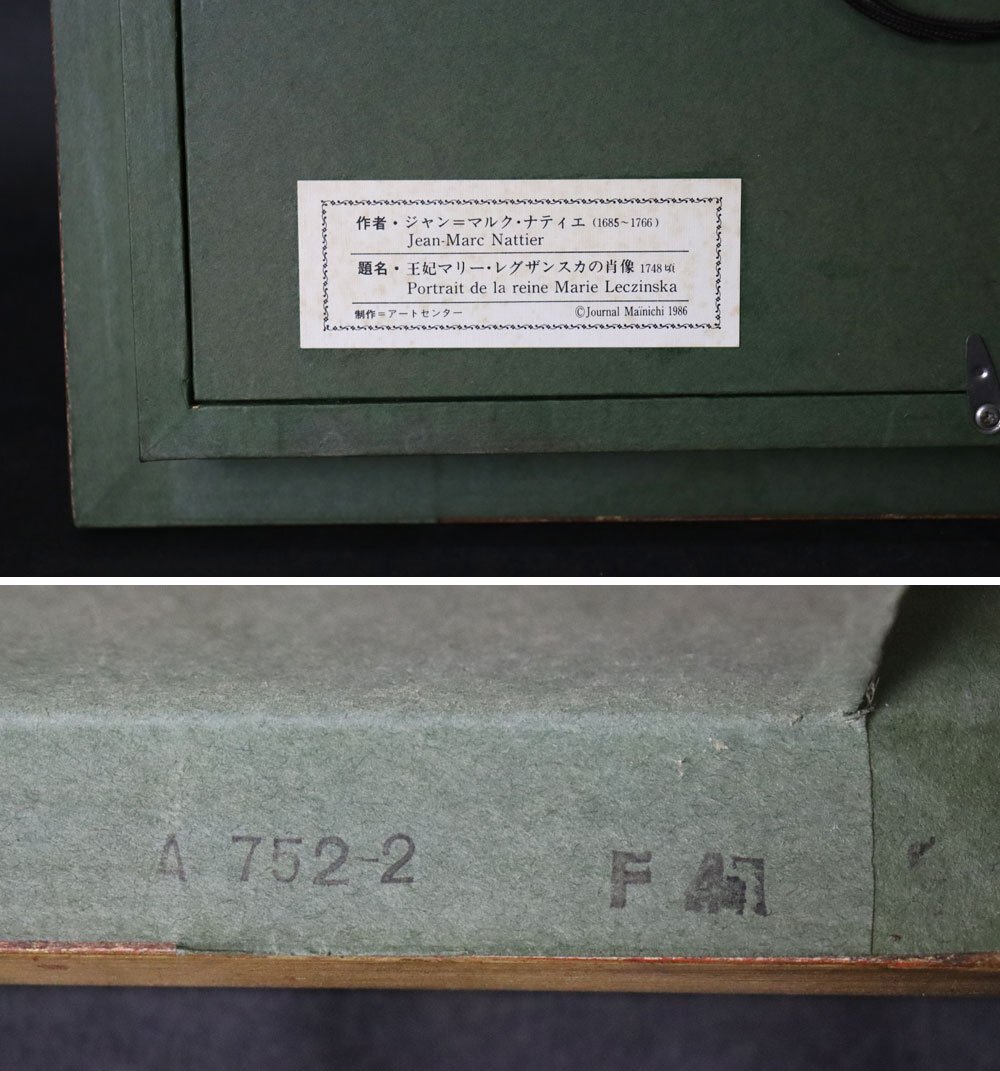 作者・ジャン=マルク・ナティエ（1685~1766）
Jean-Marc Nattier
題名・王妃マリー・レグザンスカの肖像 1748頃
Portrait de la reine Marie Leczinska
制作=アートセンター ©Journal Maïnichi 1986
A 752-2 F